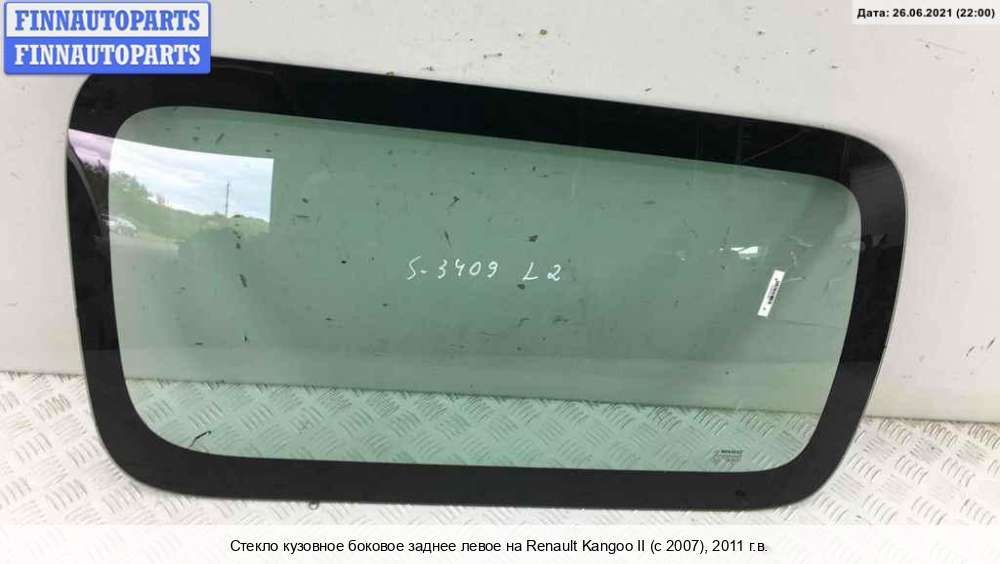 FINNAUTOPARTS
FINNAUTOPARTS
Дата: 26.06.2021 (22:00)
S-3409 L2
Стекло кузовное боковое заднее левое на Renault Kangoo II (с 2007), 2011 г.в.